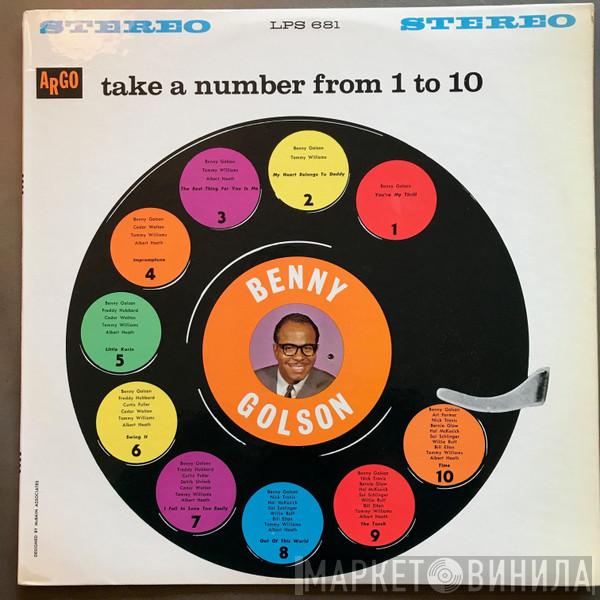 STEREO LPS 681 STEREO
ARGO
take a number from 1 to 10
Benny Golson
You're My Thrill
1
Benny Golson
Tommy Williams
My Heart Belongs To Daddy
2
Benny Golson
Tommy Williams
Albert Heath
The Best Thing For You Is Me
3
Benny Golson
Cedar Walton
Tommy Williams
Albert Heath
Impromptune
4
Benny Golson
Freddy Hubbard
Cedar Walton
Tommy Williams
Albert Heath
Little Karin
5
Benny Golson
Freddy Hubbard
Curtis Fuller
Cedar Walton
Tommy Williams
Albert Heath
Swing It
6
Benny Golson
Freddy Hubbard
Curtis Fuller
Sahib Shihab
Cedar Walton
Tommy Williams
Albert Heath
I Fall In Love Too Easily
7
Benny Golson
Nick Travis
Hal McKusick
Sol Schlinger
Willie Ruff
Bill Elton
Tommy Williams
Albert Heath
Out Of This World
8
Benny Golson
Nick Travis
Bernie Glow
Hal McKusick
Sol Schlinger
Willie Ruff
Bill Elton
Tommy Williams
Albert Heath
The Touch
9
Benny Golson
Art Farmer
Nick Travis
Bernie Glow
Hal McKusick
Sol Schlinger
Willie Ruff
Bill Elton
Tommy Williams
Albert Heath
Time
10
BENNY
GOLSON
DESIGNED BY McBAIN ASSOCIATES
МАРКЕТ ВИНИЛА